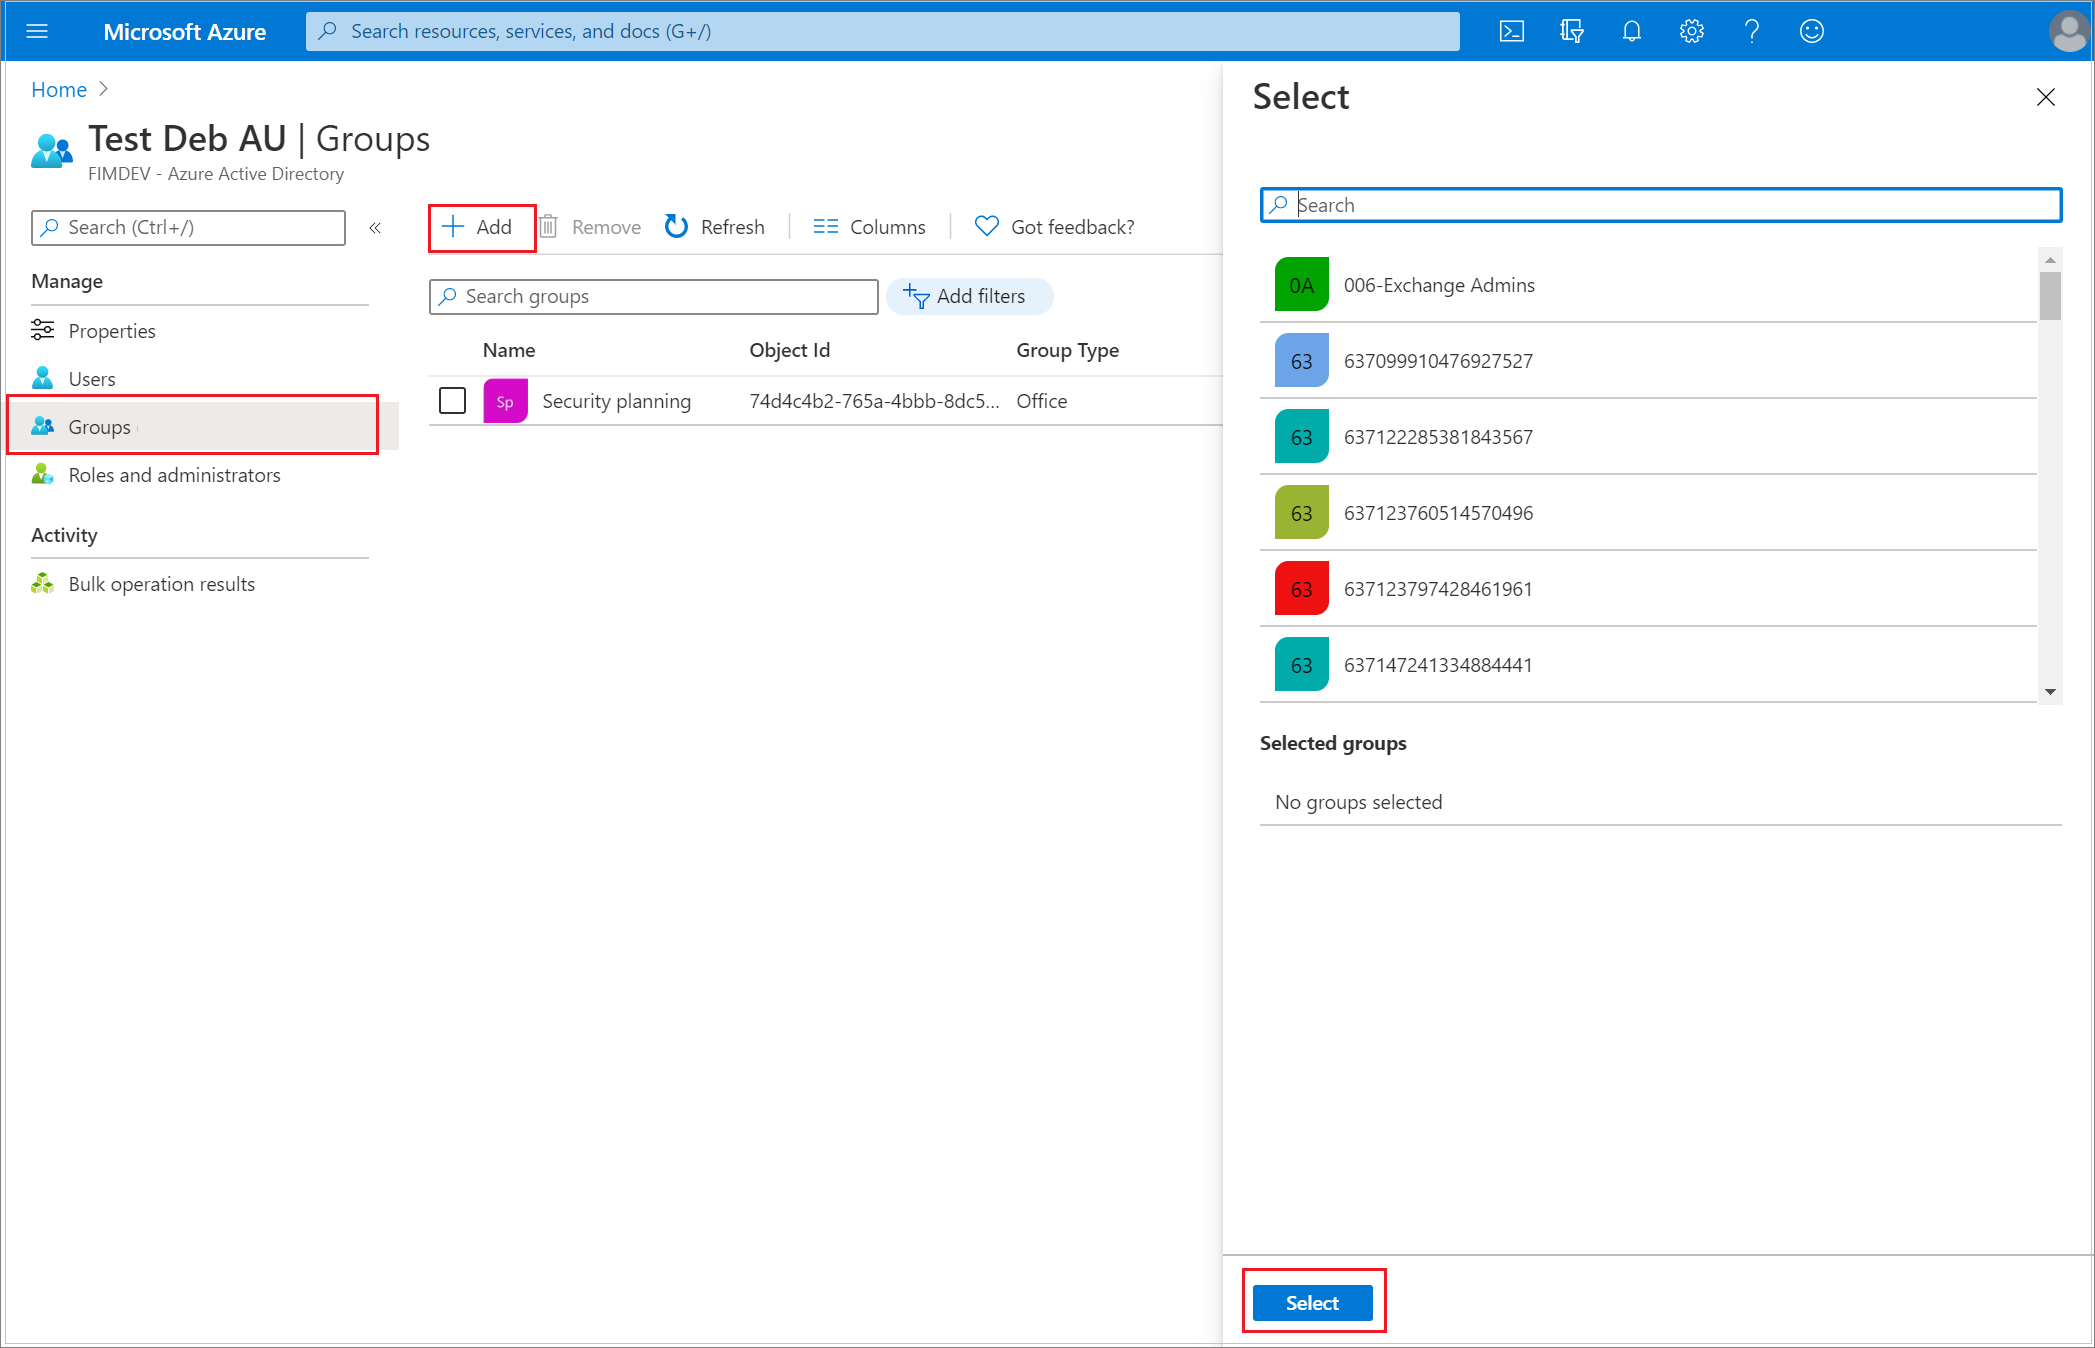 Microsoft Azure
Search resources, services, and docs (G+/)
Home
Test Deb AU | Groups
FIMDEV - Azure Active Directory
Search (Ctrl+/)
Manage
Properties
Users
Groups
Roles and administrators
Activity
Bulk operation results
Add
Remove
Refresh
Columns
Got feedback?
Search groups
Add filters
Name Object Id Group Type
Sp Security planning 74d4c4b2-765a-4bbb-8dc5... Office
Select
Search
0A 006-Exchange Admins
63 637099910476927527
63 637122285381843567
63 637123760514570496
63 637123797428461961
63 637147241334884441
Selected groups
No groups selected
Select